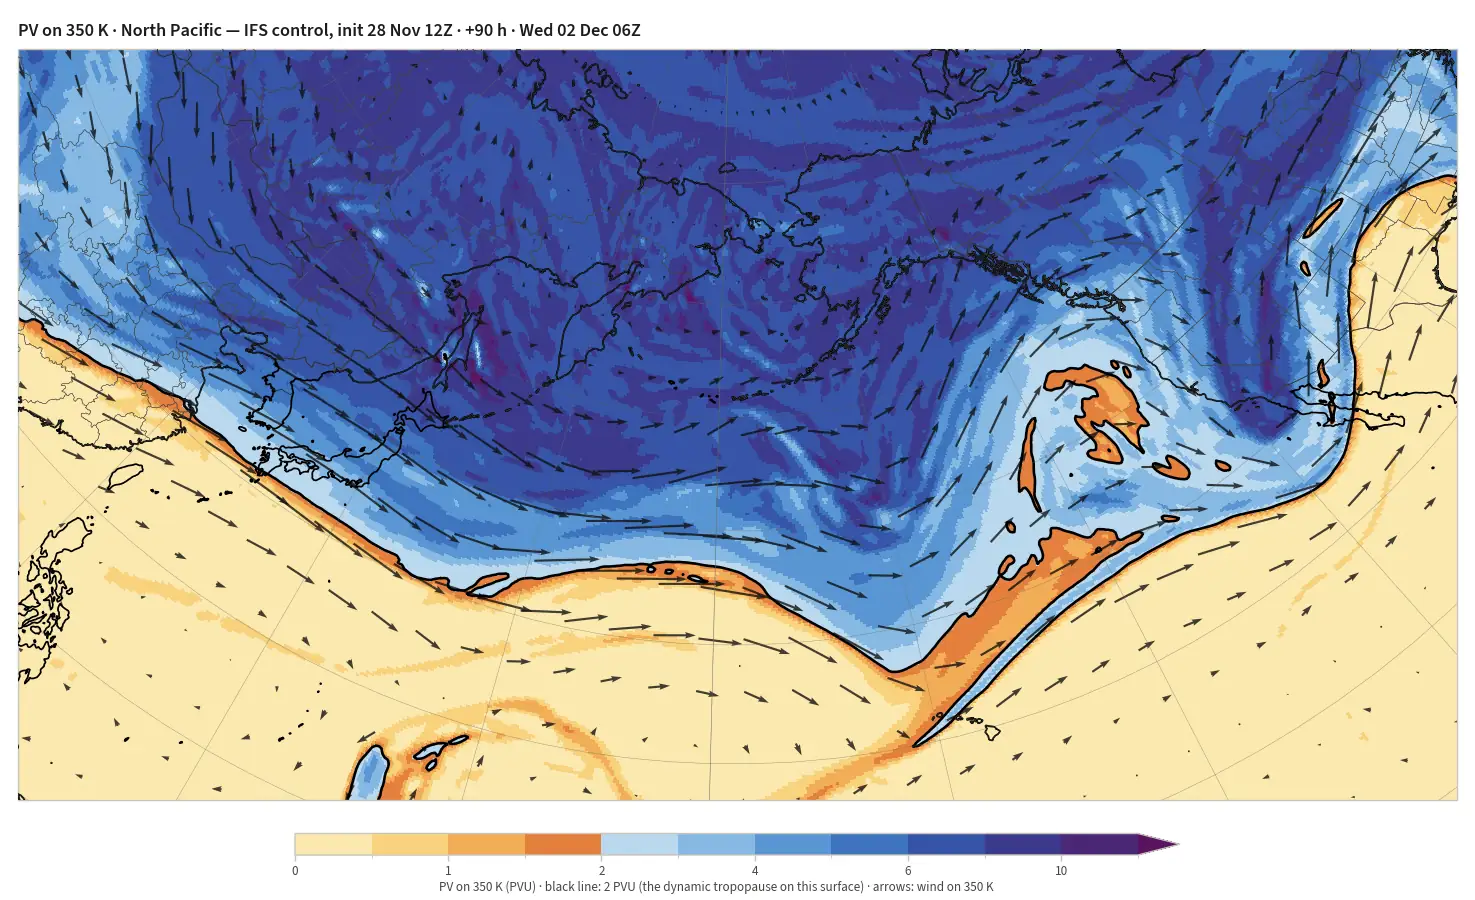 PV on 350 K · North Pacific — IFS control, init 28 Nov 12Z · +90 h · Wed 02 Dec 06Z
0 1 2 4 6 10
PV on 350 K (PVU) · black line: 2 PVU (the dynamic tropopause on this surface) · arrows: wind on 350 K